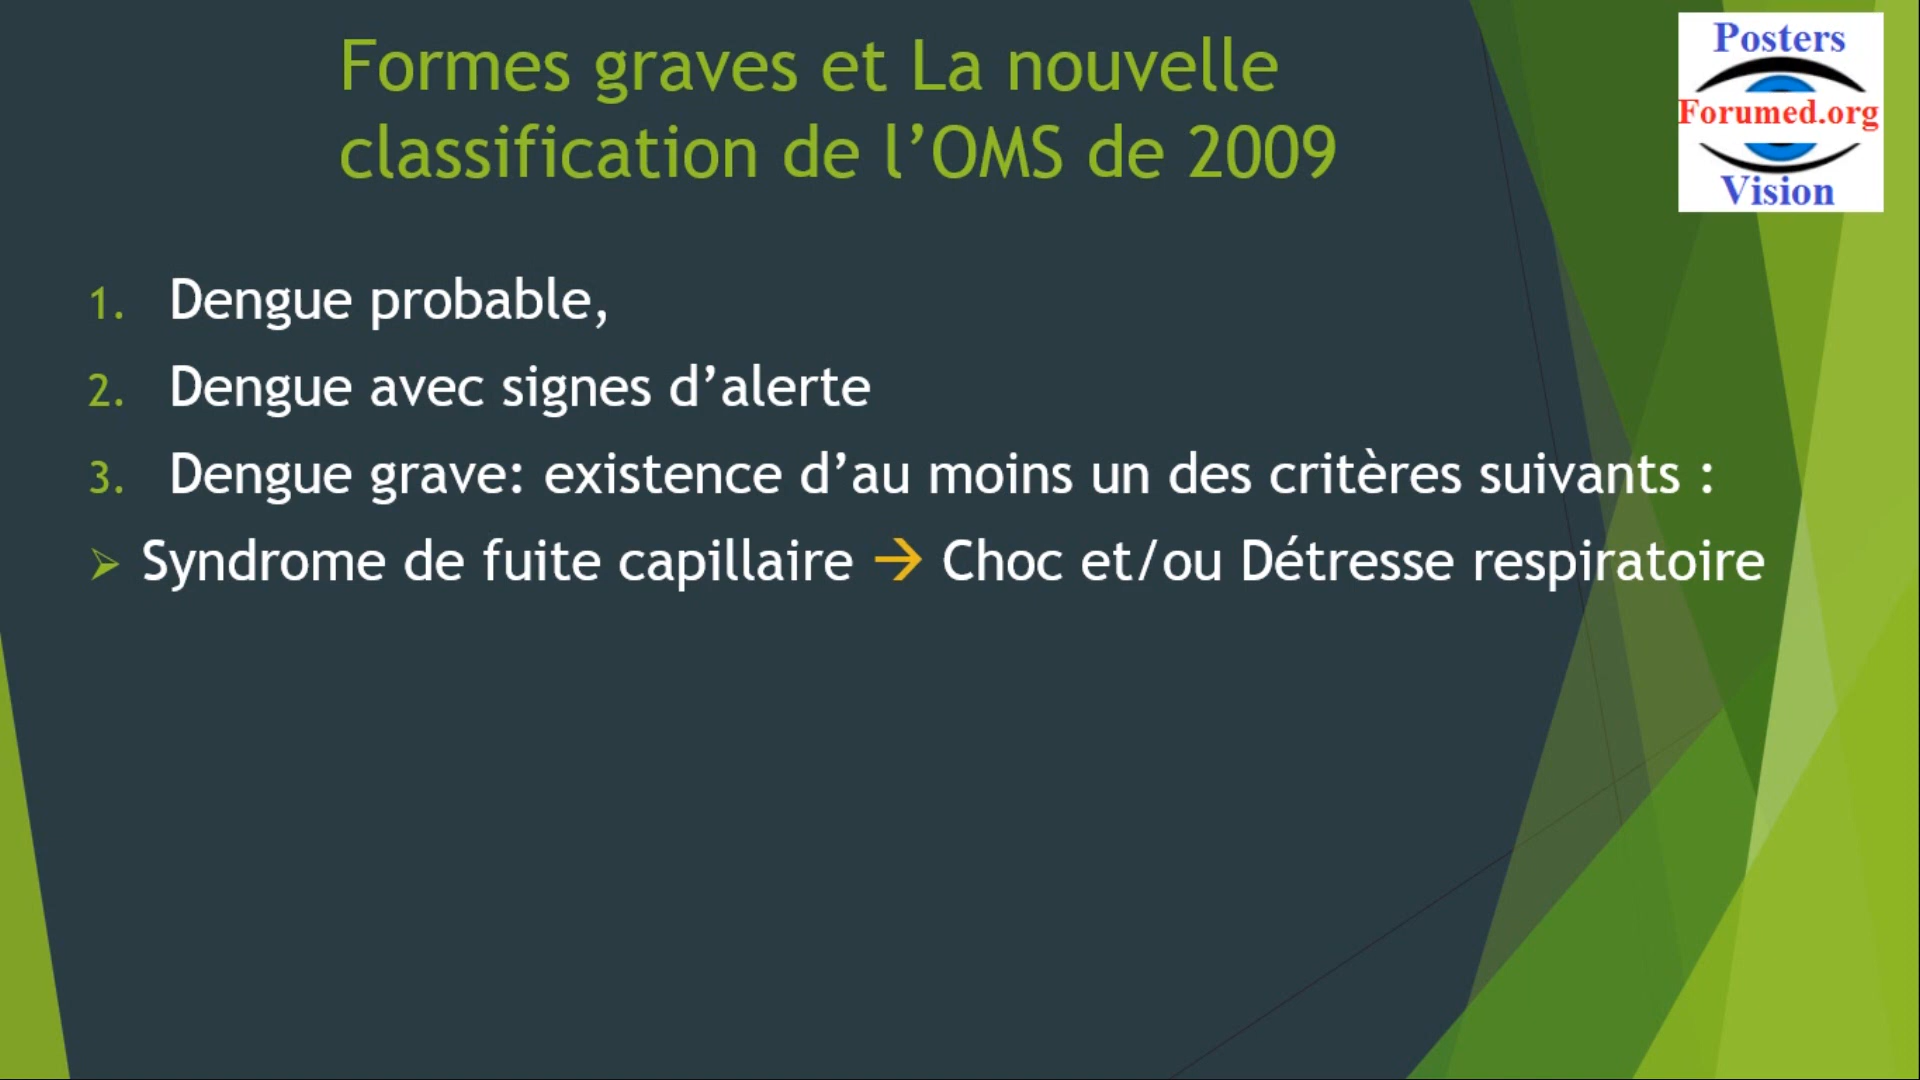 Formes graves et La nouvelle
classification de l’OMS de 2009
Posters
Forumed.org
Vision
1. Dengue probable,
2. Dengue avec signes d’alerte
3. Dengue grave: existence d’au moins un des critères suivants :
➢ Syndrome de fuite capillaire → Choc et/ou Détresse respiratoire